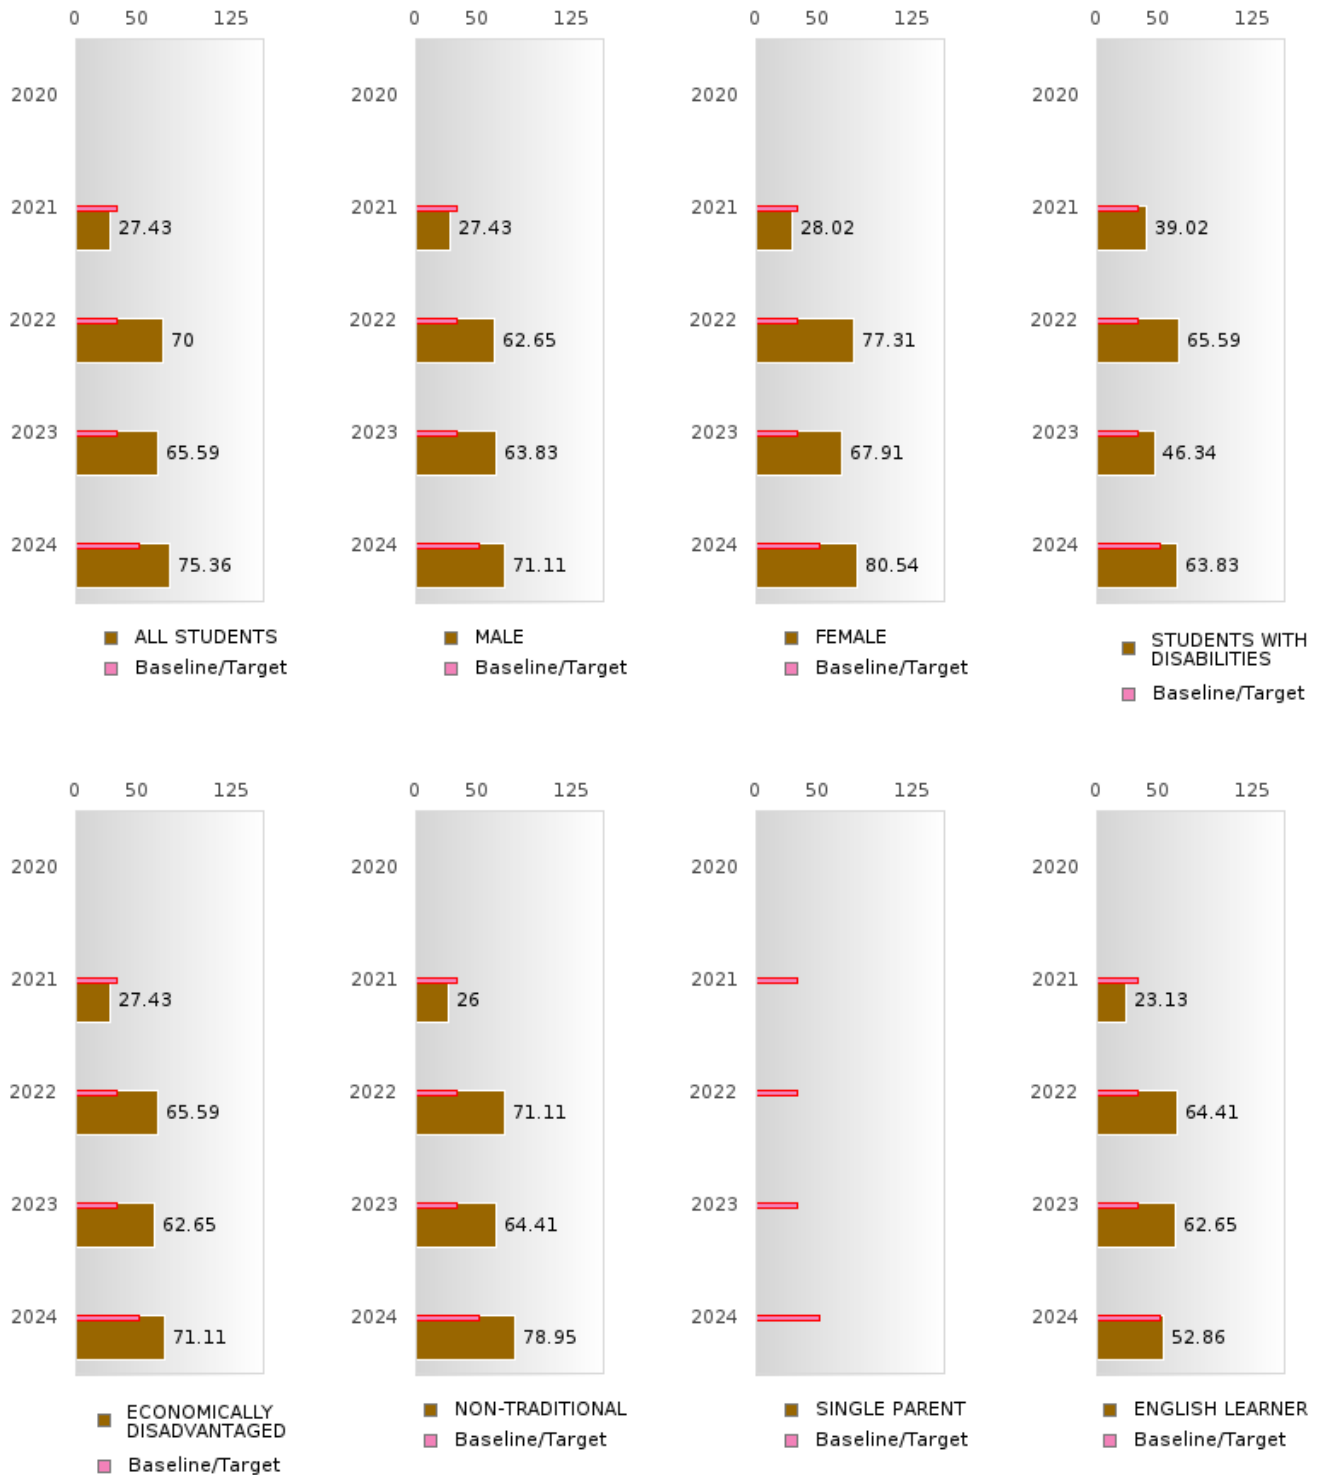 0 50 125
2020
2021 27.43
2022 70
2023 65.59
2024 75.36
ALL STUDENTS
Baseline/Target
0 50 125
2020
2021 27.43
2022 62.65
2023 63.83
2024 71.11
MALE
Baseline/Target
0 50 125
2020
2021 28.02
2022 77.31
2023 67.91
2024 80.54
FEMALE
Baseline/Target
0 50 125
2020
2021 39.02
2022 65.59
2023 46.34
2024 63.83
STUDENTS WITH
DISABILITIES
Baseline/Target
0 50 125
2020
2021 27.43
2022 65.59
2023 62.65
2024 71.11
ECONOMICALLY
DISADVANTAGED
Baseline/Target
0 50 125
2020
2021 26
2022 71.11
2023 64.41
2024 78.95
NON-TRADITIONAL
Baseline/Target
0 50 125
2020
2021
2022
2023
2024
SINGLE PARENT
Baseline/Target
0 50 125
2020
2021 23.13
2022 64.41
2023 62.65
2024 52.86
ENGLISH LEARNER
Baseline/Target